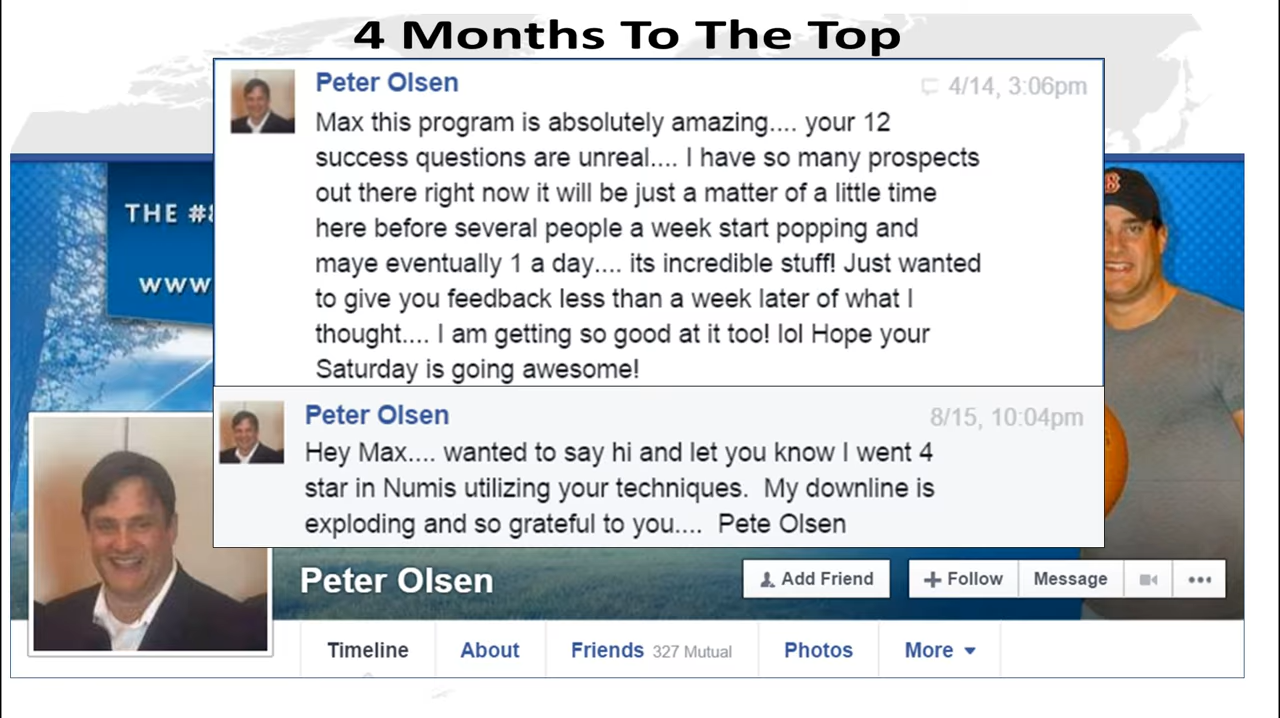 4 Months To The Top
Peter Olsen
4/14, 3:06pm
Max this program is absolutely amazing.... your 12
success questions are unreal.... I have so many prospects
out there right now it will be just a matter of a little time
here before several people a week start popping and
maye eventually 1 a day.... its incredible stuff! Just wanted
to give you feedback less than a week later of what I
thought.... I am getting so good at it too! lol Hope your
Saturday is going awesome!
Peter Olsen
8/15, 10:04pm
Hey Max.... wanted to say hi and let you know I went 4
star in Numis utilizing your techniques.  My downline is
exploding and so grateful to you....  Pete Olsen
THE #8
WWW
B
Peter Olsen
Add Friend
Follow
Message
Timeline
About
Friends 327 Mutual
Photos
More